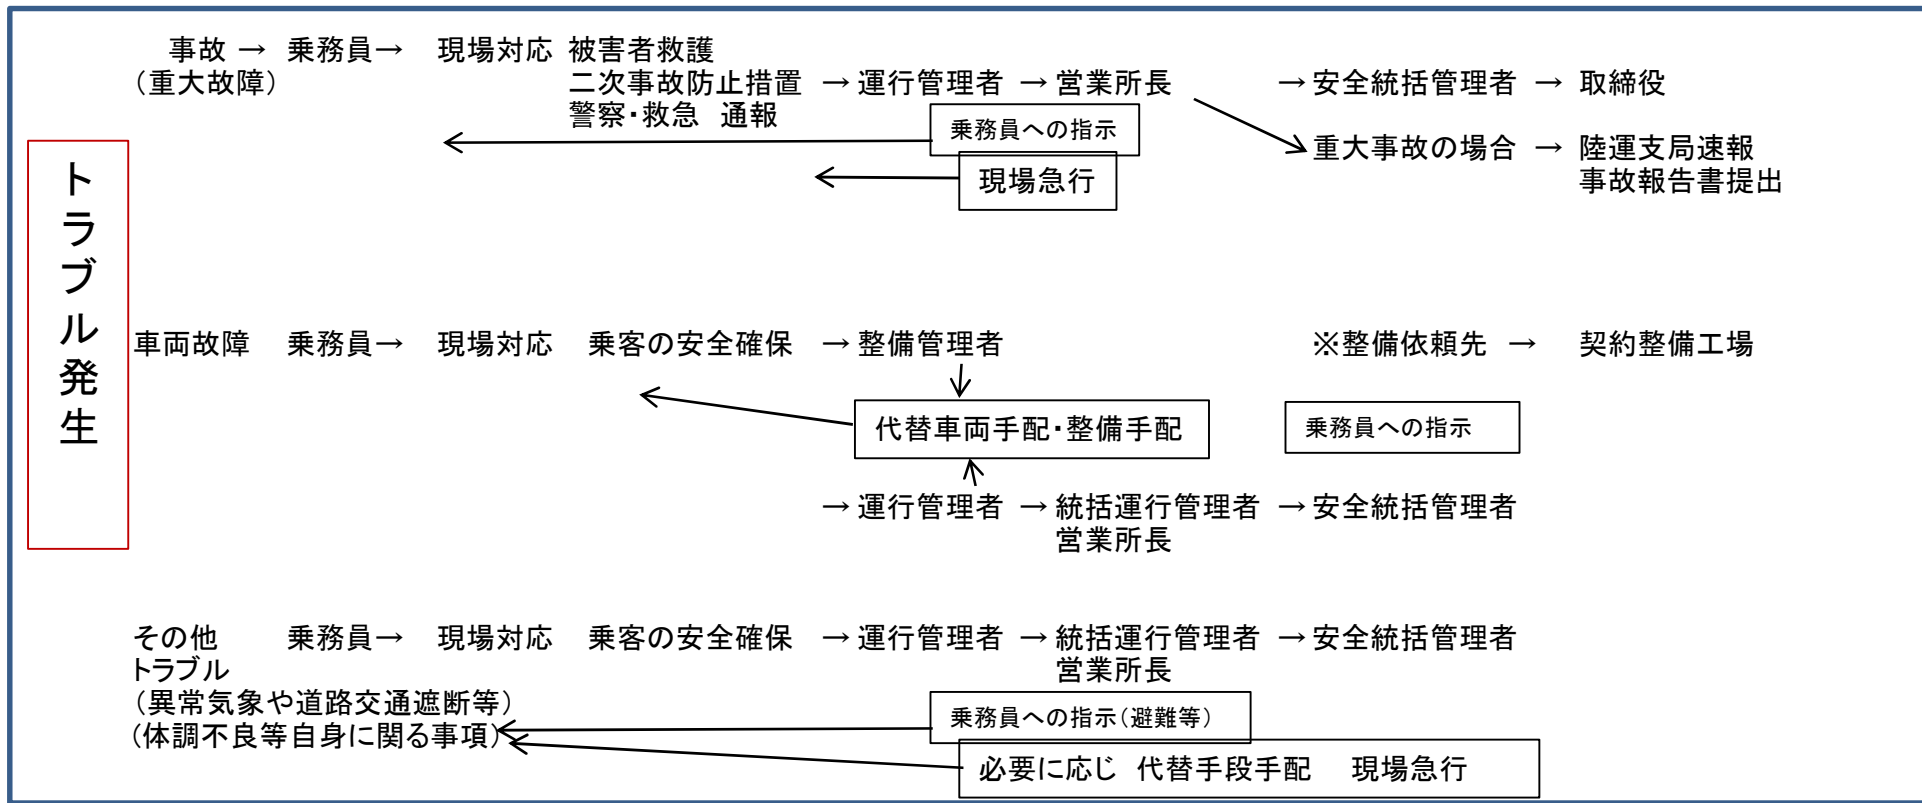 トラブル発生
事故 → 乗務員→ 現場対応 被害者救護
(重大故障) 二次事故防止措置 → 運行管理者 → 営業所長 → 安全統括管理者 → 取締役
警察・救急 通報
乗務員への指示
重大事故の場合 → 陸運支局速報
現場急行
事故報告書提出
車両故障 乗務員→ 現場対応 乗客の安全確保 → 整備管理者 ※整備依頼先 → 契約整備工場
代替車両手配・整備手配 乗務員への指示
→ 運行管理者 → 統括運行管理者 → 安全統括管理者
営業所長
その他 乗務員→ 現場対応 乗客の安全確保 → 運行管理者 → 統括運行管理者 → 安全統括管理者
トラブル 営業所長
(異常気象や道路交通遮断等)
乗務員への指示(避難等)
(体調不良等自身に関る事項)
必要に応じ 代替手段手配 現場急行